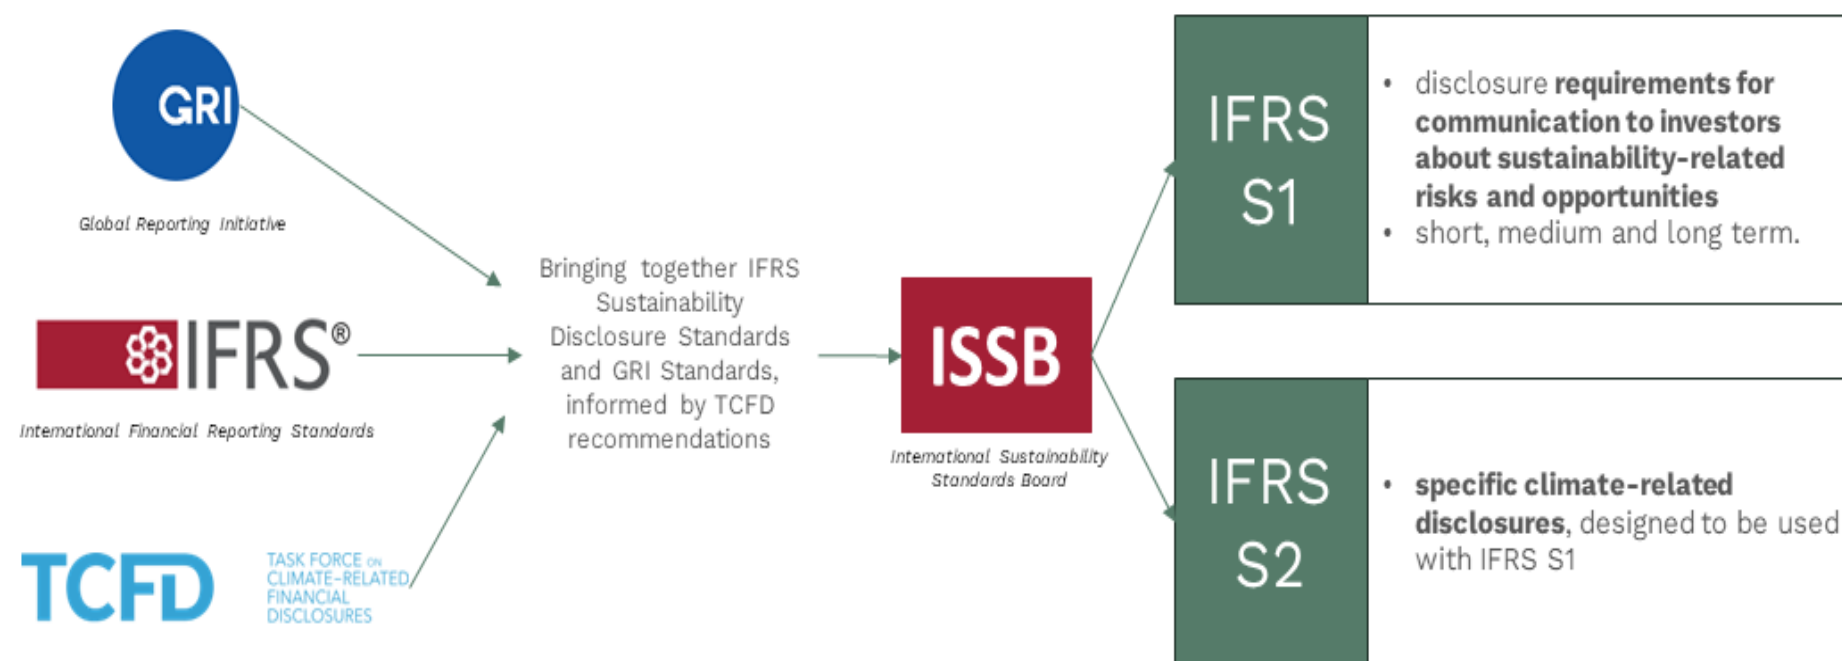 GRI
Global Reporting Initiative
IFRS®
International Financial Reporting Standards
TCFD
TASK FORCE ON
CLIMATE-RELATED
FINANCIAL
DISCLOSURES
Bringing together IFRS
Sustainability
Disclosure Standards
and GRI Standards,
informed by TCFD
recommendations
ISSB
International Sustainability
Standards Board
IFRS
S1
• disclosure requirements for
communication to investors
about sustainability-related
risks and opportunities
• short, medium and long term.
IFRS
S2
• specific climate-related
disclosures, designed to be used
with IFRS S1